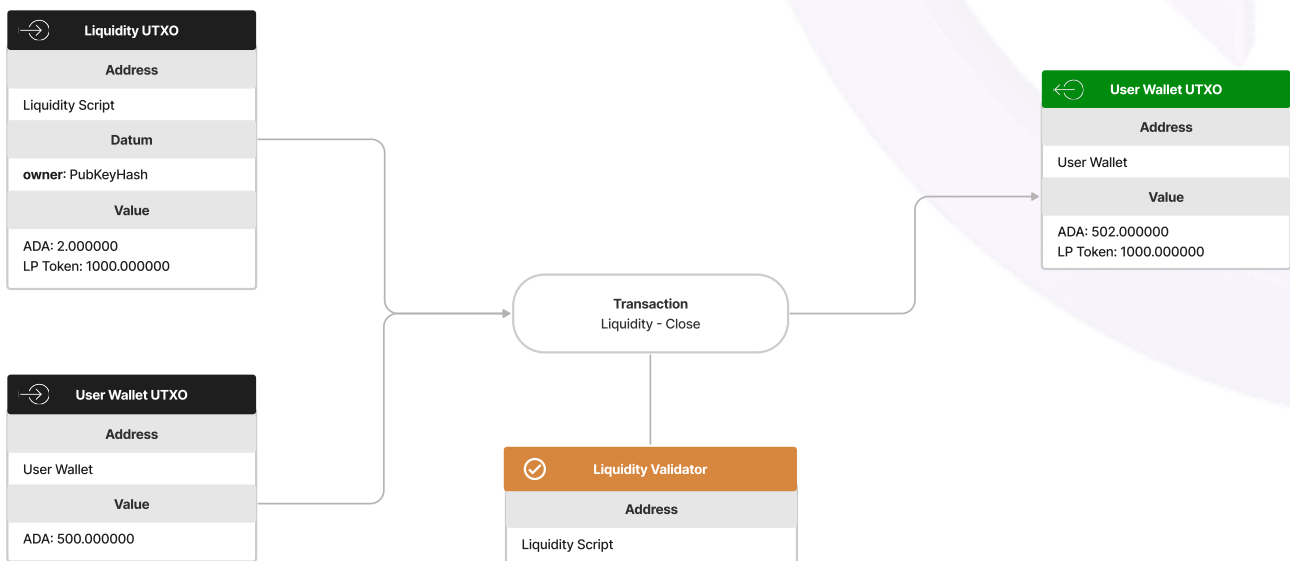 Liquidity UTXO
Address
Liquidity Script
Datum
owner: PubKeyHash
Value
ADA: 2.000000
LP Token: 1000.000000
User Wallet UTXO
Address
User Wallet
Value
ADA: 500.000000
Transaction
Liquidity - Close
Liquidity Validator
Address
Liquidity Script
User Wallet UTXO
Address
User Wallet
Value
ADA: 502.000000
LP Token: 1000.000000